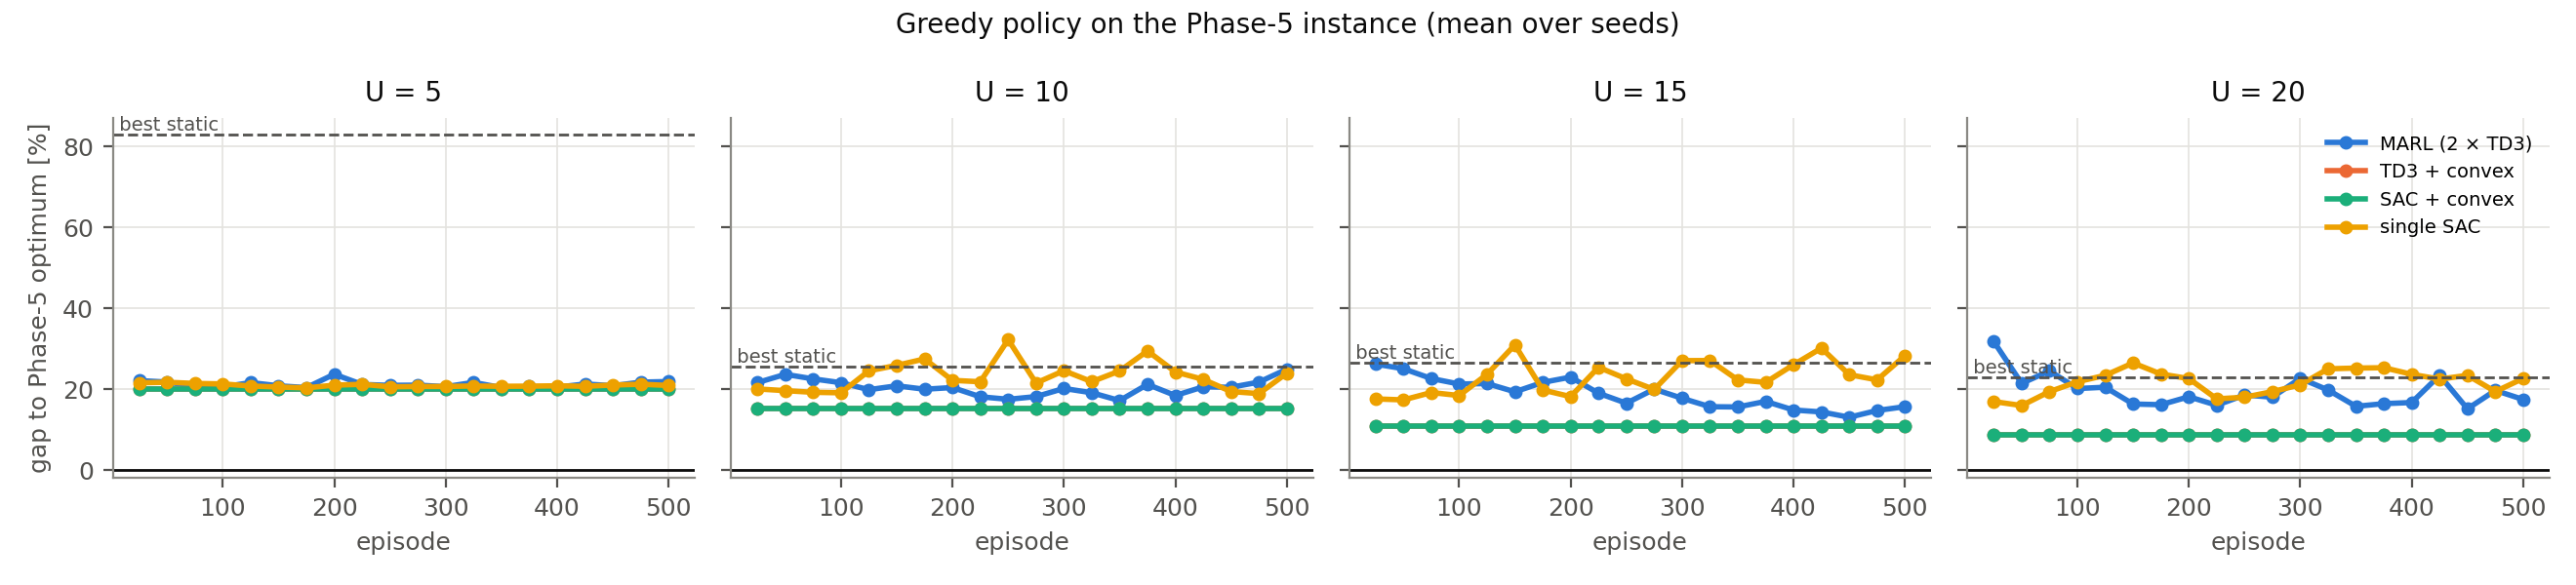 Greedy policy on the Phase-5 instance (mean over seeds)
U = 5
U = 10
U = 15
U = 20
gap to Phase-5 optimum [%]
80
60
40
20
0
best static
best static
best static
best static
MARL (2 × TD3)
TD3 + convex
SAC + convex
single SAC
100 200 300 400 500
100 200 300 400 500
100 200 300 400 500
100 200 300 400 500
episode
episode
episode
episode